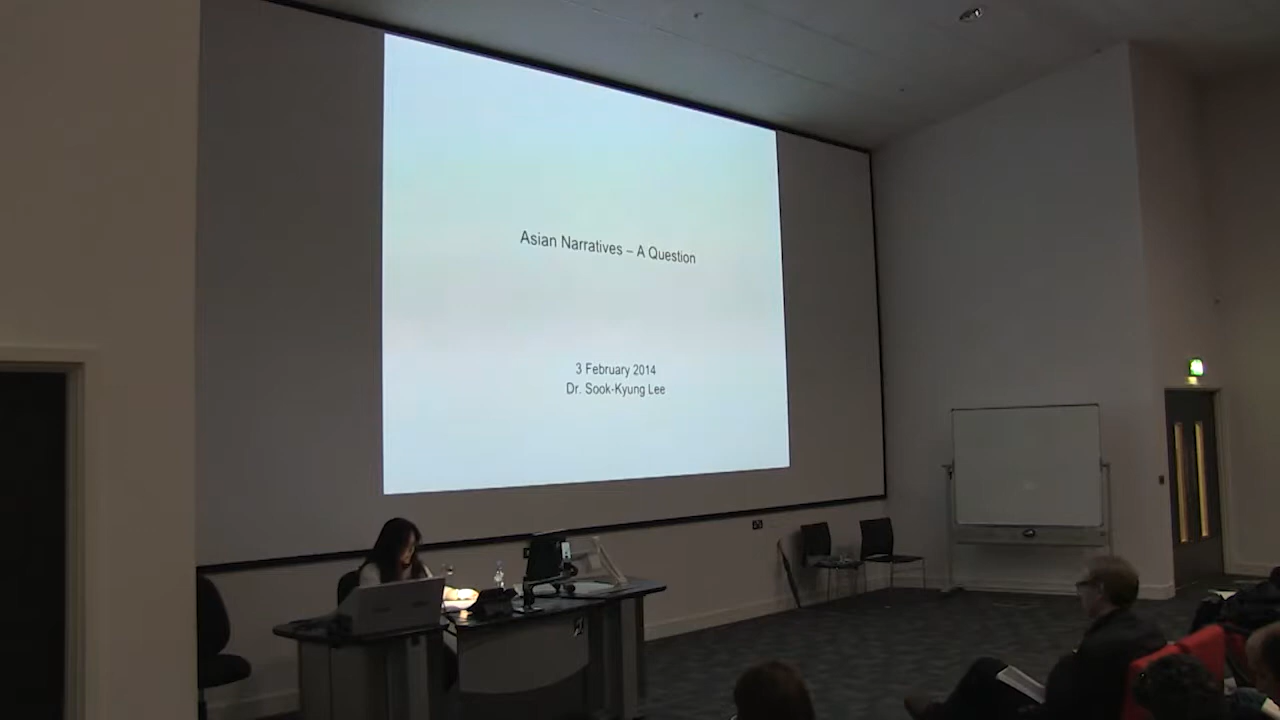 Asian Narratives – A Question
3 February 2014
Dr. Sook-Kyung Lee